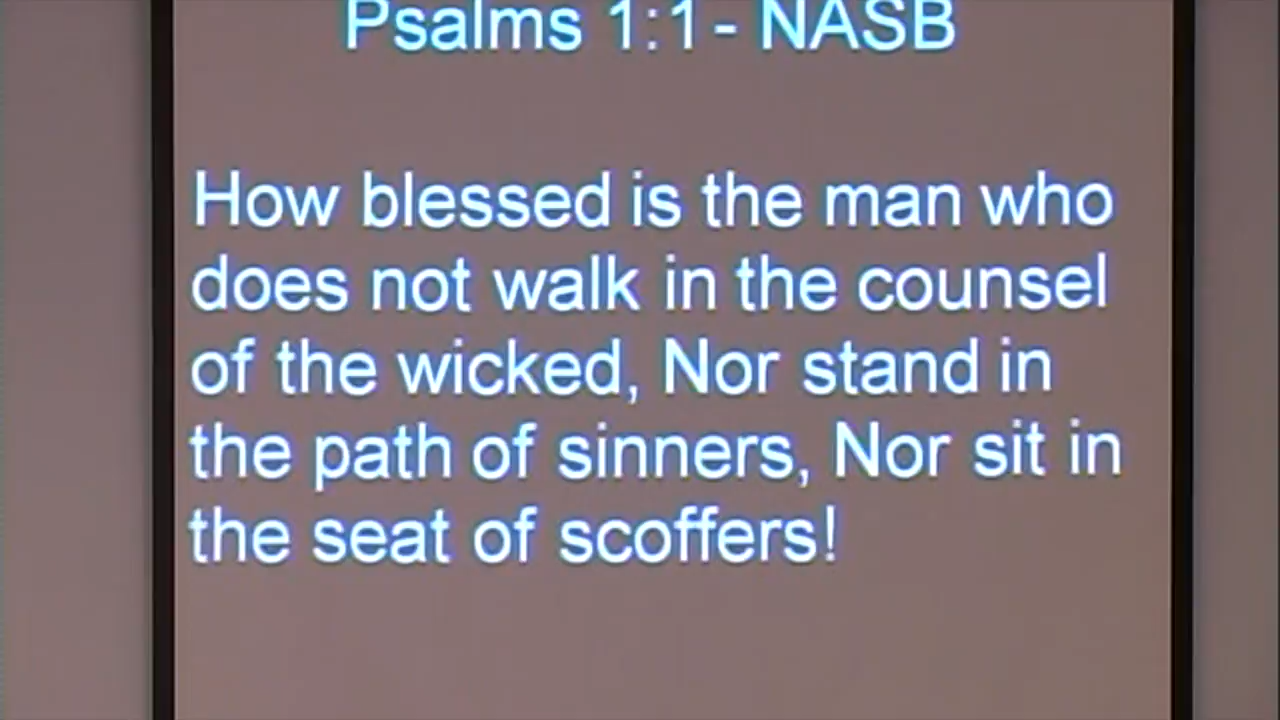 Psalms 1:1 - NASB
How blessed is the man who
does not walk in the counsel
of the wicked, Nor stand in
the path of sinners, Nor sit in
the seat of scoffers!